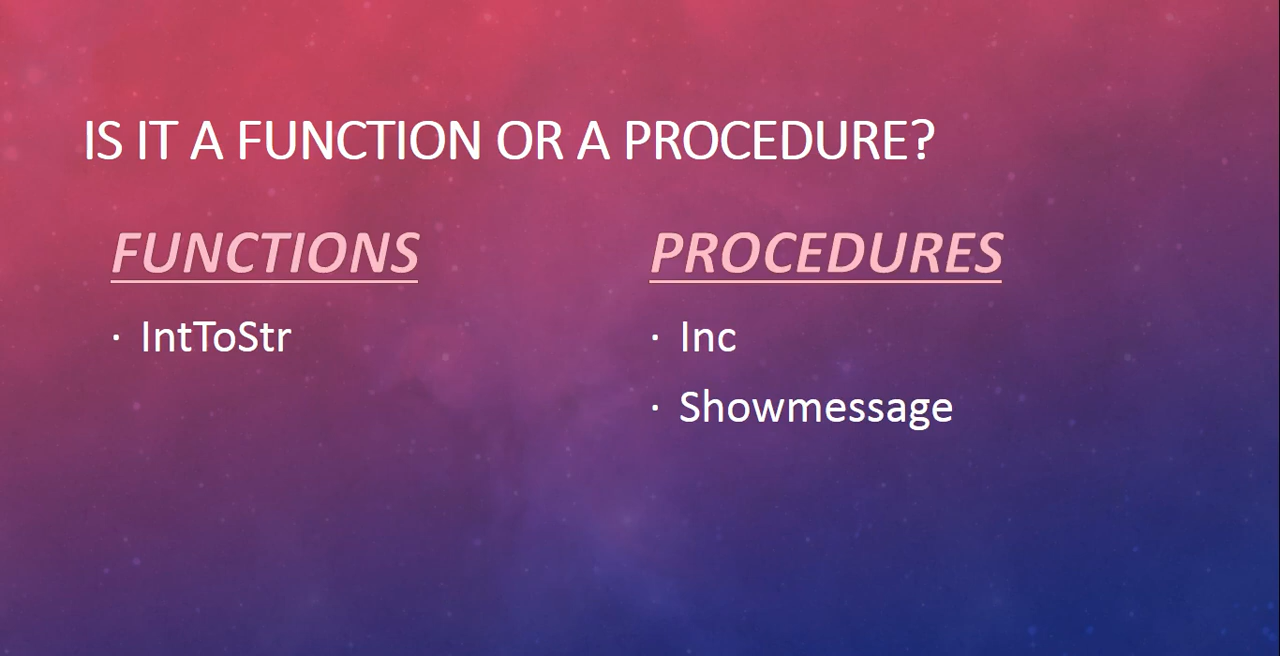 IS IT A FUNCTION OR A PROCEDURE?
FUNCTIONS
· IntToStr
PROCEDURES
· Inc
· Showmessage